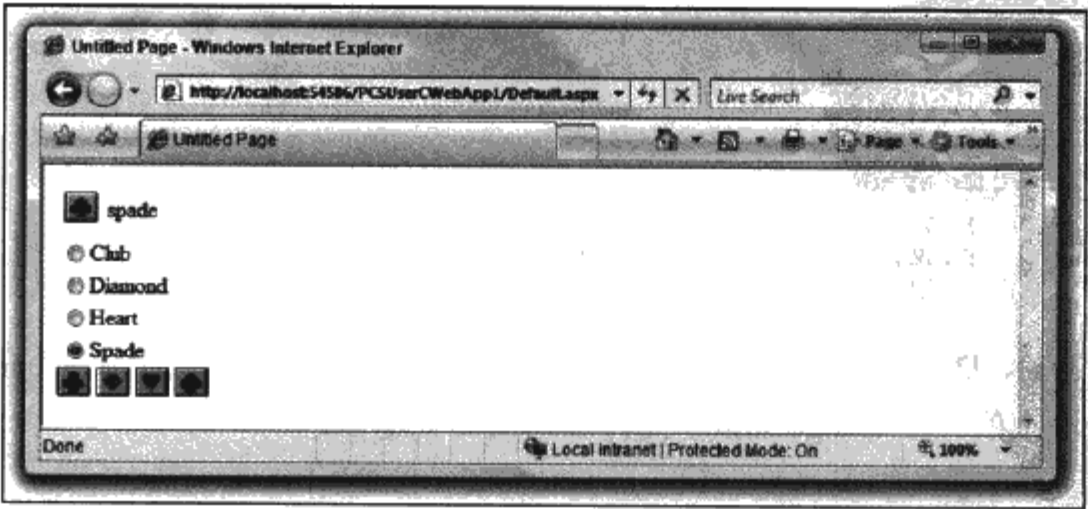 Untitled Page - Windows Internet Explorer
http://localhost:54586/PCSUserCWebApp1/Default.aspx
Live Search
Untitled Page
Page
Tools
spade
Club
Diamond
Heart
Spade
Done
Local intranet | Protected Mode: On
100%